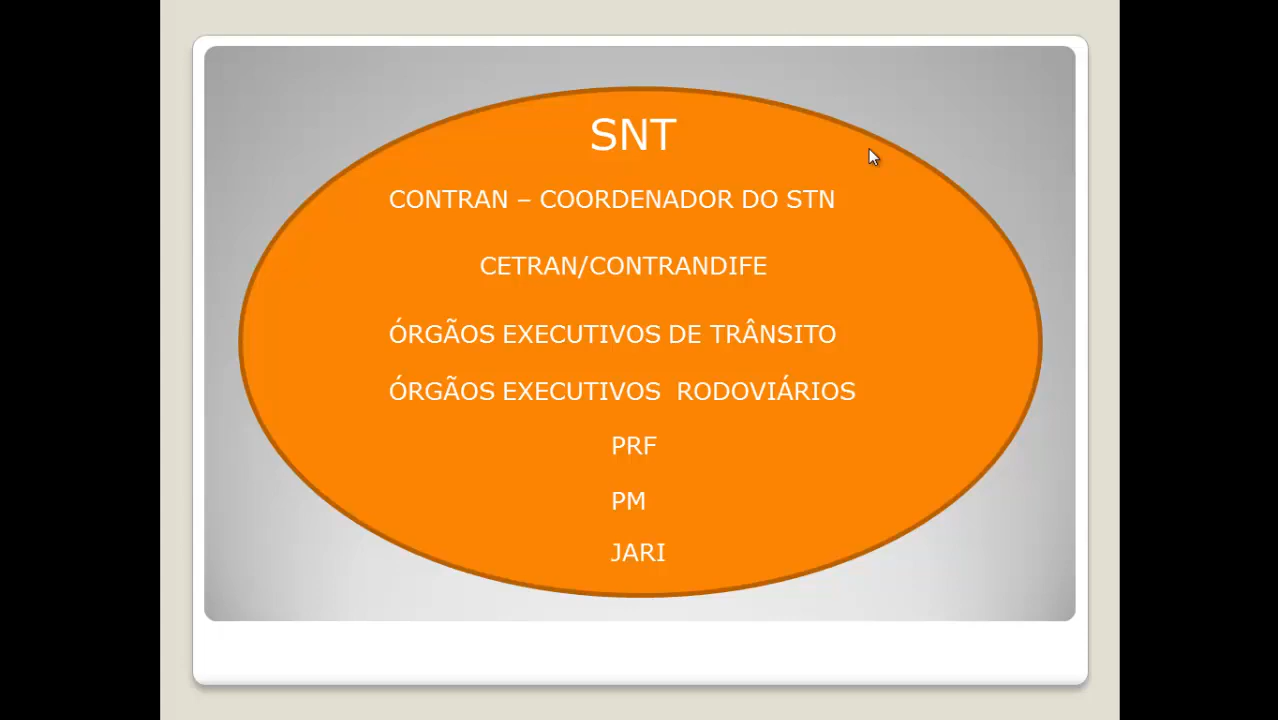 SNT
CONTRAN – COORDENADOR DO STN
CETRAN/CONTRANDIFE
ÓRGÃOS EXECUTIVOS DE TRÂNSITO
ÓRGÃOS EXECUTIVOS RODOVIÁRIOS
PRF
PM
JARI